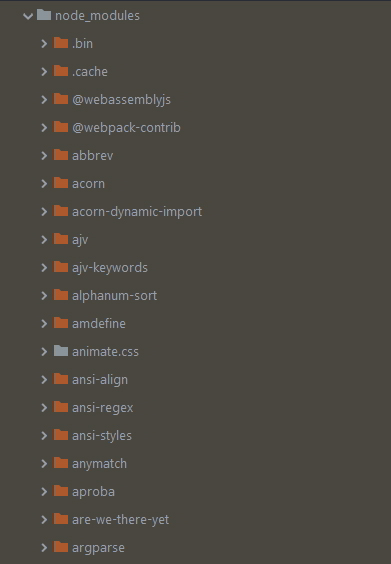 node_modules
.bin
.cache
@webassemblyjs
@webpack-contrib
abbrev
acorn
acorn-dynamic-import
ajv
ajv-keywords
alphanum-sort
amdefine
animate.css
ansi-align
ansi-regex
ansi-styles
anymatch
aproba
are-we-there-yet
argparse